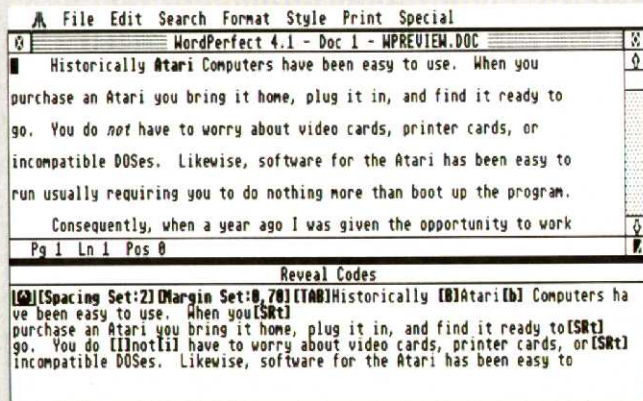 File Edit Search Format Style Print Special
WordPerfect 4.1 - Doc 1 - WPREVIEW.DOC
Historically Atari Computers have been easy to use. When you
purchase an Atari you bring it home, plug it in, and find it ready to
go. You do not have to worry about video cards, printer cards, or
incompatible DOSes. Likewise, software for the Atari has been easy to
run usually requiring you to do nothing more than boot up the program.
Consequently, when a year ago I was given the opportunity to work
Pg 1 Ln 1 Pos 0
Reveal Codes
[Spacing Set:2][Margin Set:0,70][TAB]Historically [B]Atari[b] Computers ha
ve been easy to use. When you[SRt]
purchase an Atari you bring it home, plug it in, and find it ready to[SRt]
go. You do [I]not[i] have to worry about video cards, printer cards, or[SRt]
incompatible DOSes. Likewise, software for the Atari has been easy to